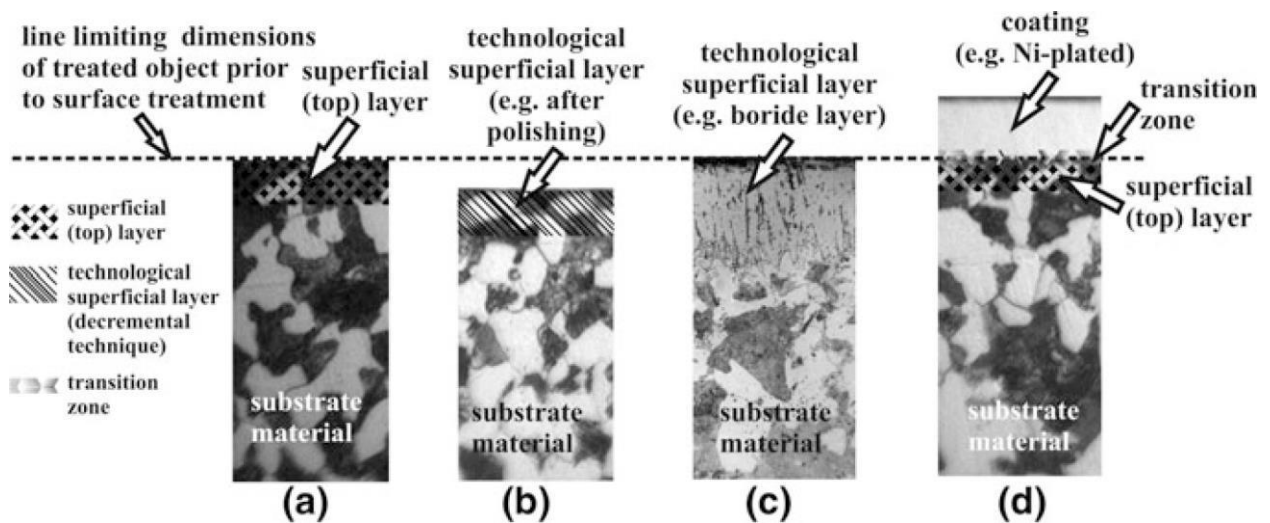 line limiting dimensions
of treated object prior
to surface treatment
superficial
(top) layer
technological
superficial layer
(e.g. after
polishing)
technological
superficial layer
(e.g. boride layer)
coating
(e.g. Ni-plated)
transition
zone
superficial
(top) layer
superficial
(top) layer
technological
superficial layer
(decremental
technique)
transition
zone
substrate
material
substrate
material
substrate
material
substrate
material
(a)
(b)
(c)
(d)